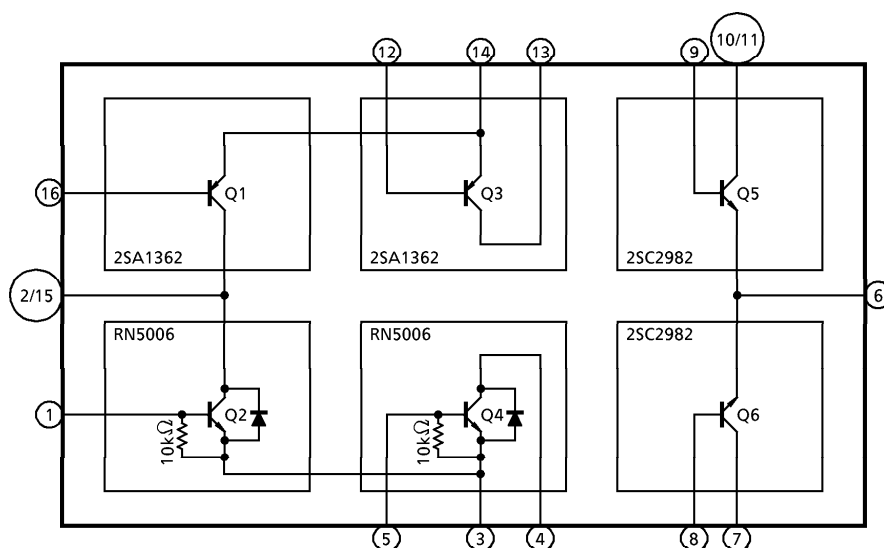 12
14
13
9
10/11
16
Q1
Q3
Q5
2SA1362
2SA1362
2SC2982
2/15
6
RN5006
RN5006
2SC2982
1
Q2
Q4
Q6
10kΩ
10kΩ
5
3
4
8
7